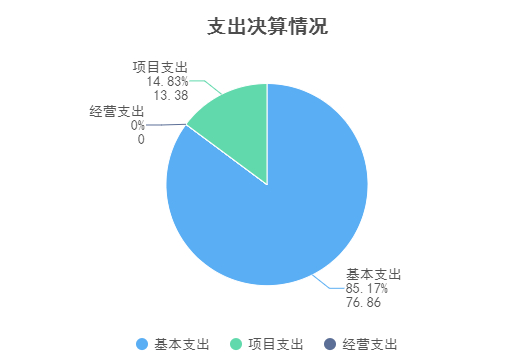 支出决算情况
项目支出
14.83%
13.38
经营支出
0%
0
基本支出
85.17%
76.86
基本支出 项目支出 经营支出